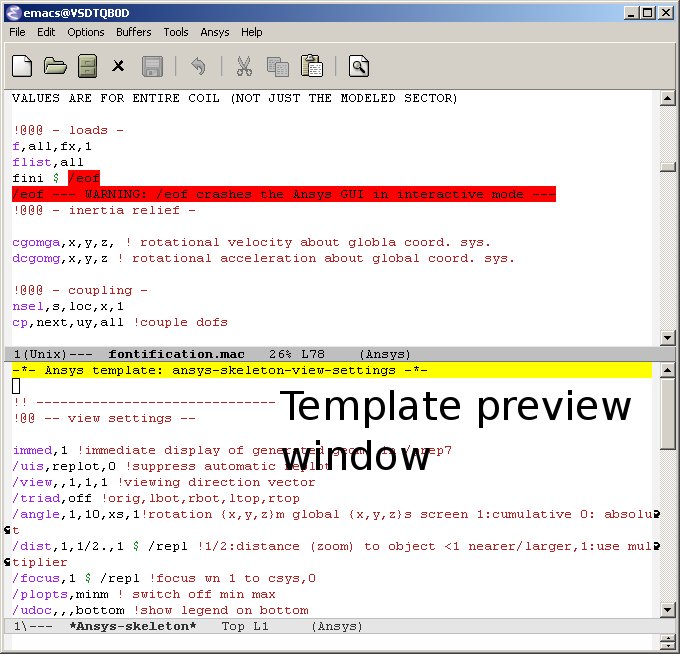 emacs@VSDTQB0D
File Edit Options Buffers Tools Ansys Help
VALUES ARE FOR ENTIRE COIL (NOT JUST THE MODELED SECTOR)
!@@@ - loads -
f,all,fx,1
flist,all
fini $ /eof
/eof --- WARNING: /eof crashes the Ansys GUI in interactive mode ---
!@@@ - inertia relief -
cgomga,x,y,z, ! rotational velocity about globla coord. sys.
dcgomg,x,y,z ! rotational acceleration about global coord. sys.
!@@@ - coupling -
nsel,s,loc,x,1
cp,next,uy,all !couple dofs
1(Unix)--- fontification.mac 26% L78 (Ansys)
-*- Ansys template: ansys-skeleton-view-settings -*-
!! ------------------------------
!@@ -- view settings --
Template preview
window
immed,1 !immediate display of generated geom. in /prep7
/uis,replot,0 !suppress automatic replot
/view,,1,1,1 !viewing direction vector
/triad,off !orig,lbot,rbot,ltop,rtop
/angle,1,10,xs,1!rotation {x,y,z}m global {x,y,z}s screen 1:cumulative 0: absolu
t
/dist,1,1/2.,1 $ /repl !1/2:distance (zoom) to object <1 nearer/larger,1:use mul
tiplier
/focus,1 $ /repl !focus wn 1 to csys,0
/plopts,minm ! switch off min max
/udoc,,,bottom !show legend on bottom
1\--- *Ansys-skeleton* Top L1 (Ansys)